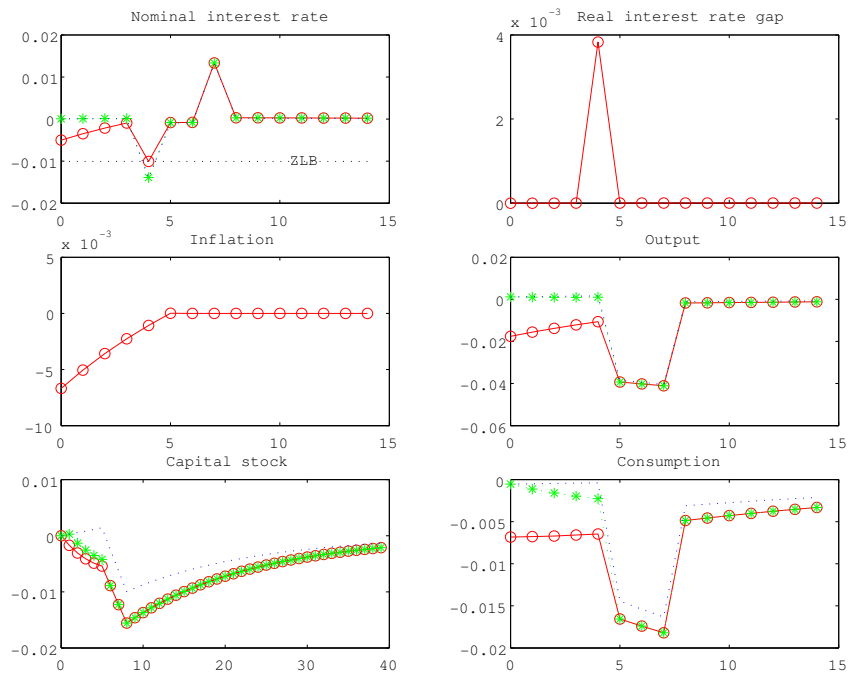 Nominal interest rate
0.02
0.01
0
−0.01
−0.02
ZLB
0 5 10 15
Real interest rate gap
x 10^−3
4
2
0
0 5 10 15
Inflation
x 10^−3
5
0
−5
−10
0 5 10 15
Output
0.02
0
−0.02
−0.04
−0.06
0 5 10 15
Capital stock
0.01
0
−0.01
−0.02
0 10 20 30 40
Consumption
0
−0.005
−0.01
−0.015
−0.02
0 5 10 15